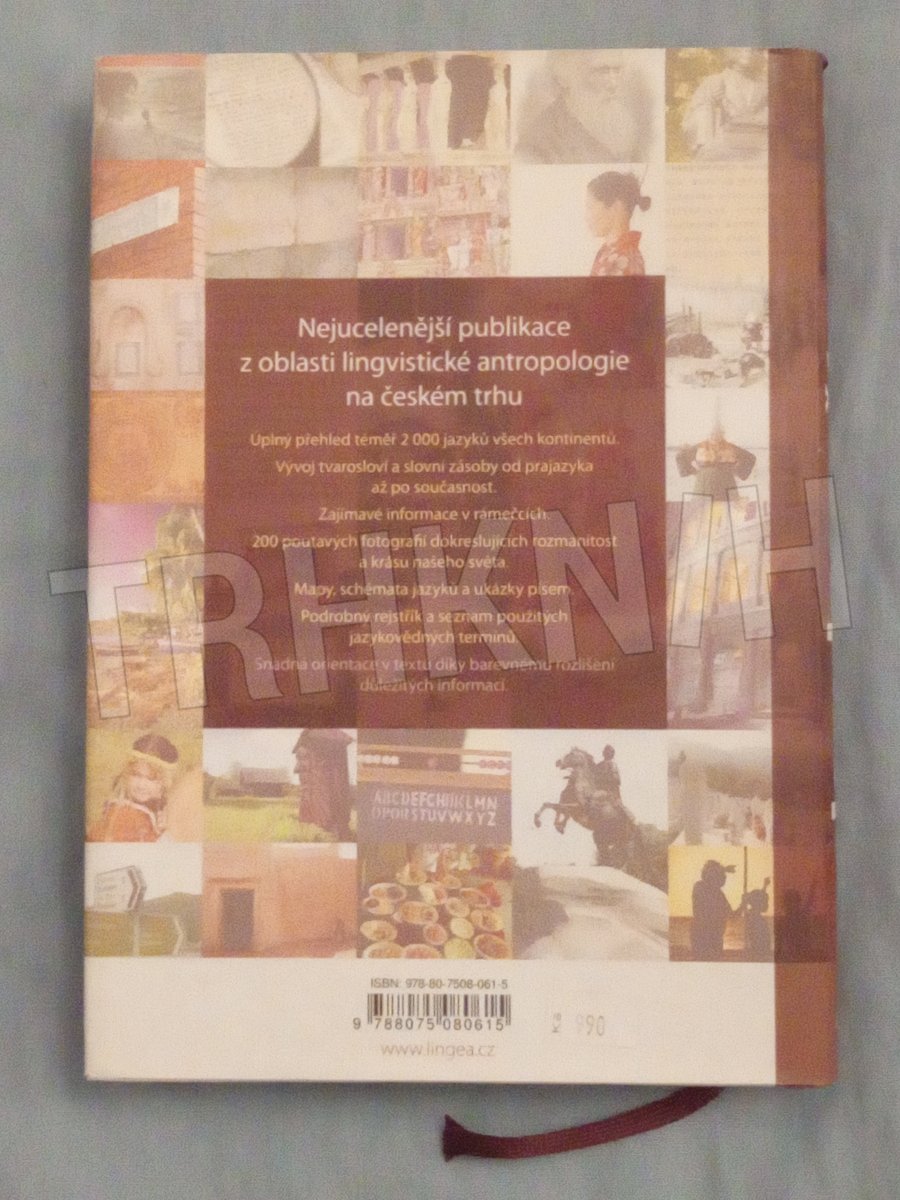 Nejucelenější publikace
z oblasti lingvistické antropologie
na českém trhu
Úplný přehled téměř 2 000 jazyků všech kontinentů.
Vývoj tvarosloví a slovní zásoby od prajazyka
až po současnost.
Zajímavé informace v rámečcích.
200 poutavých fotografií dokreslujících rozmanitost
a krásu našeho světa.
Mapy, schémata jazyků a ukázky písem.
Podrobný rejstřík a seznam použitých
jazykovědných termínů.
Snadná orientace v textu díky barevnému rozlišení
důležitých informací.
TRHKNIH
ABCDEFGHIJKLMN
OPQRSTUVWXYZ
ISBN: 978-80-7508-061-5
9 788075 080615
Kč 990
www.lingea.cz